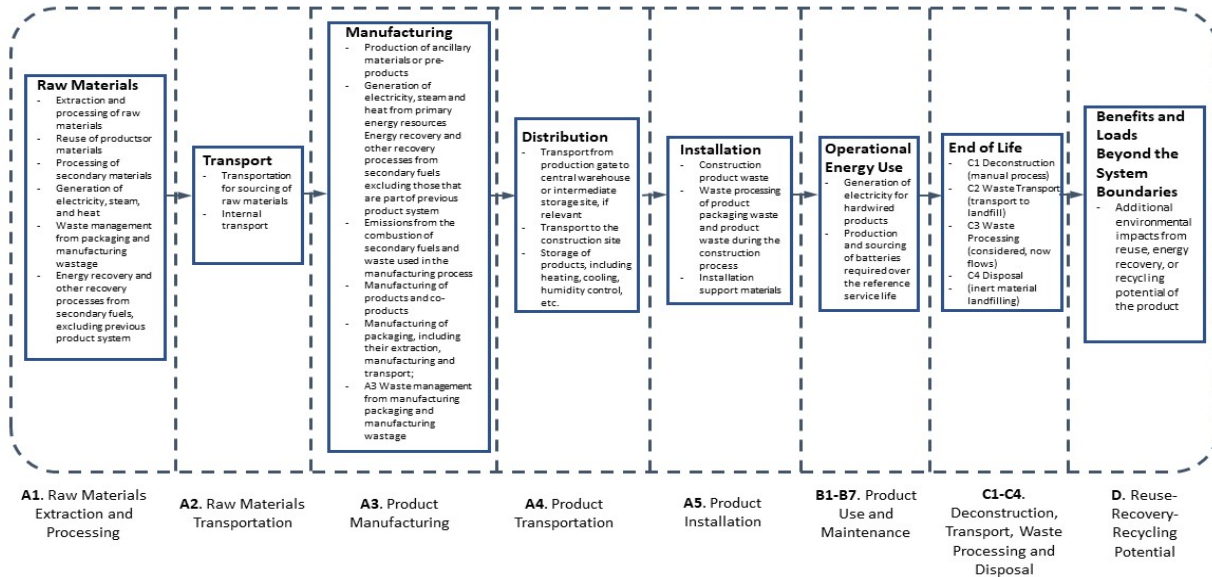 Raw Materials
- Extraction and
processing of raw
materials
- Reuse of productsor
materials
- Processing of
secondary materials
- Generation of
electricity, steam,
and heat
- Waste management
from packaging and
manufacturing
wastage
- Energy recovery and
other recovery
processes from
secondary fuels,
excluding previous
product system
Transport
- Transportation
for sourcing of
raw materials
- Internal
transport
Manufacturing
- Production of ancillary
materials or pre-
products
- Generation of
electricity, steam and
heat from primary
energy resources
Energy recovery and
other recovery
processes from
secondary fuels
excluding those that
are part of previous
product system
- Emissions from the
combustion of
secondary fuels and
waste used in the
manufacturing process
- Manufacturing of
products and co-
products
- Manufacturing of
packaging, including
their extraction,
manufacturing and
transport;
- A3 Waste management
from manufacturing
packaging and
manufacturing
wastage
Distribution
- Transport from
production gate to
central warehouse
or intermediate
storage site, if
relevant
- Transport to the
construction site
- Storage of
products, including
heating, cooling,
humidity control,
etc.
Installation
- Construction
product waste
- Waste processing
of product
packaging waste
and product
waste during the
construction
process
- Installation
support materials
Operational
Energy Use
- Generation of
electricity for
hardwired
products
- Production
and sourcing
of batteries
required over
the reference
service life
End of Life
- C1 Deconstruction
(manual process)
- C2 Waste Transport
(transport to
landfill)
- C3 Waste
Processing
(considered, now
flows)
- C4 Disposal
- (inert material
landfilling)
Benefits and
Loads
Beyond the
System
Boundaries
- Additional
environmental
impacts from
reuse, energy
recovery, or
recycling
potential of
the product
A1. Raw Materials
Extraction and
Processing
A2. Raw Materials
Transportation
A3. Product
Manufacturing
A4. Product
Transportation
A5. Product
Installation
B1-B7. Product
Use and
Maintenance
C1-C4.
Deconstruction,
Transport, Waste
Processing and
Disposal
D. Reuse-
Recovery-
Recycling
Potential